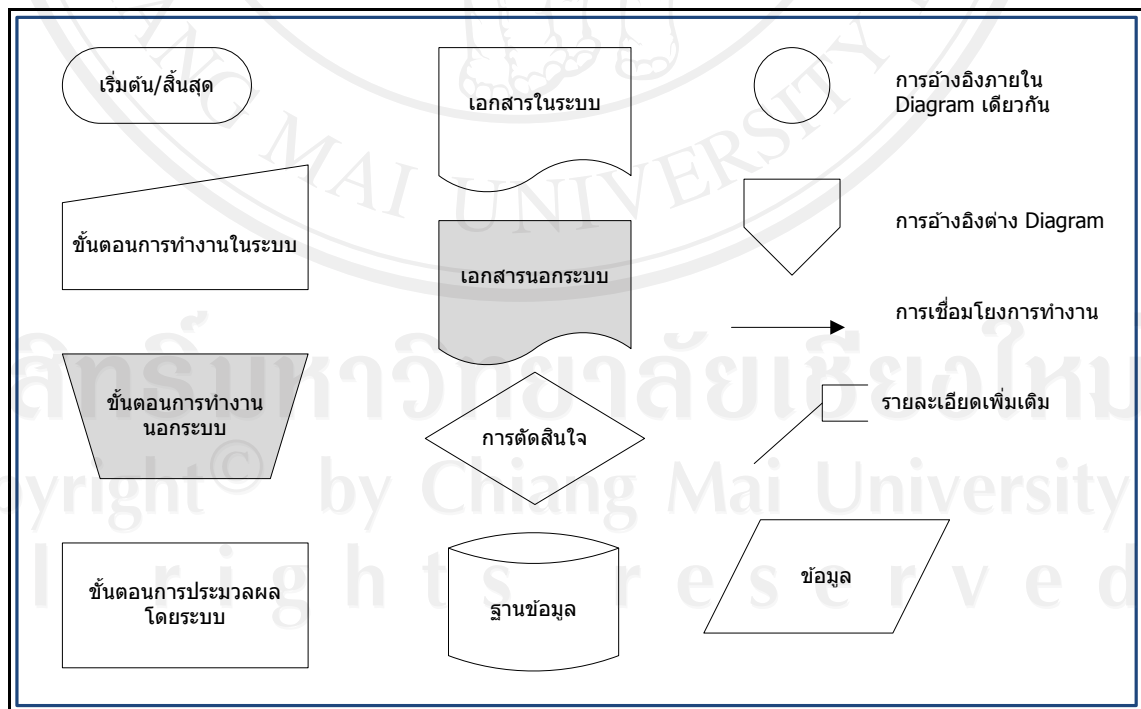 เริ่มต้น/สิ้นสุด
ขั้นตอนการทำงานในระบบ
ขั้นตอนการทำงาน
นอกระบบ
ขั้นตอนการประมวลผล
โดยระบบ
เอกสารในระบบ
เอกสารนอกระบบ
การตัดสินใจ
ฐานข้อมูล
การอ้างอิงภายใน
Diagram เดียวกัน
การอ้างอิงต่าง Diagram
การเชื่อมโยงการทำงาน
รายละเอียดเพิ่มเติม
ข้อมูล
ANG MAI UNIVERSITY
สิทธิ์มหาวิทยาลัยเชียงใหม่
pyright© by Chiang Mai University
l rights reserved